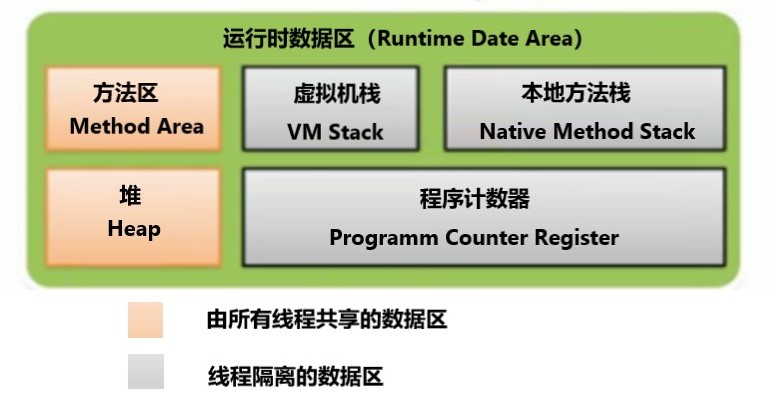 运行时数据区（Runtime Date Area）
方法区
Method Area
虚拟机栈
VM Stack
本地方法栈
Native Method Stack
堆
Heap
程序计数器
Programm Counter Register
由所有线程共享的数据区
线程隔离的数据区